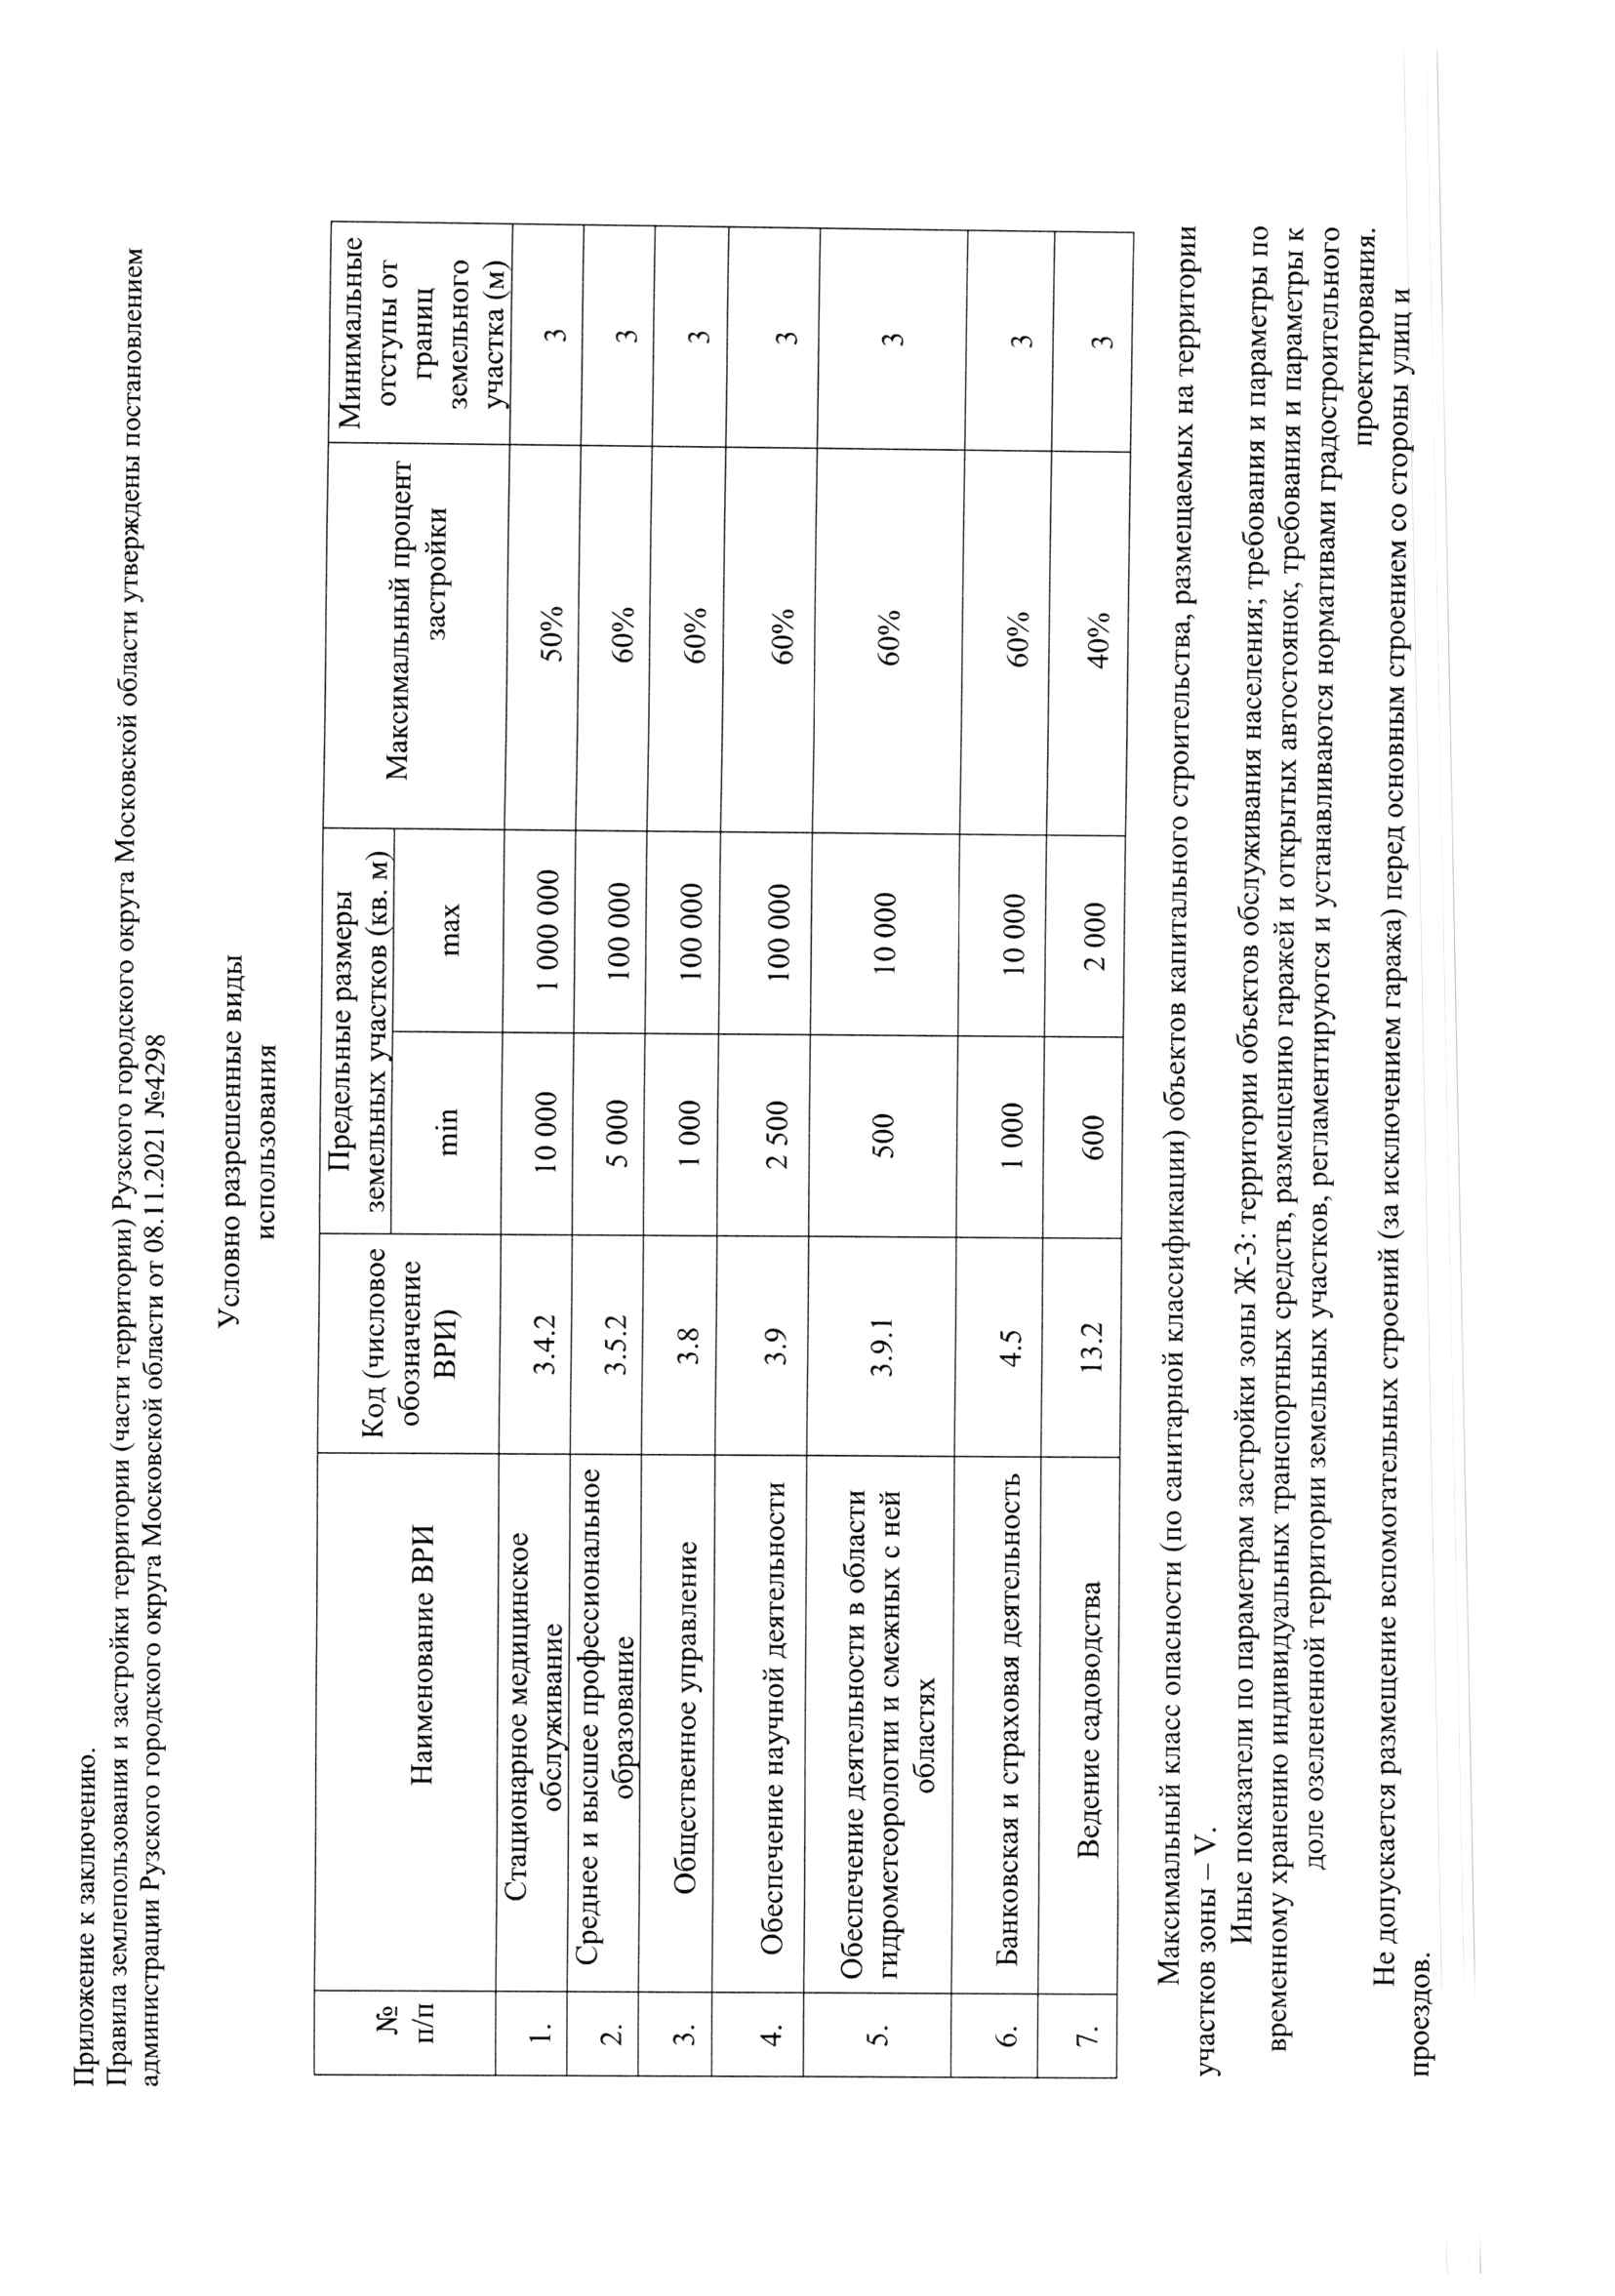 Приложение к заключению.
Правила землепользования и застройки территории (части территории) Рузского городского округа Московской области утверждены постановлением
администрации Рузского городского округа Московской области от 08.11.2021 №4298
Условно разрешенные виды
использования
№
п/п
Наименование ВРИ
Код (числовое
обозначение
ВРИ)
Предельные размеры
земельных участков (кв. м)
min
max
Максимальный процент
застройки
Минимальные
отступы от
границ
земельного
участка (м)
1.
Стационарное медицинское
обслуживание
3.4.2
10 000
1 000 000
50%
3
2.
Среднее и высшее профессиональное
образование
3.5.2
5 000
100 000
60%
3
3.
Общественное управление
3.8
1 000
100 000
60%
3
4.
Обеспечение научной деятельности
3.9
2 500
100 000
60%
3
5.
Обеспечение деятельности в области
гидрометеорологии и смежных с ней
областях
3.9.1
500
10 000
60%
3
6.
Банковская и страховая деятельность
4.5
1 000
10 000
60%
3
7.
Ведение садоводства
13.2
600
2 000
40%
3
Максимальный класс опасности (по санитарной классификации) объектов капитального строительства, размещаемых на территории
участков зоны – V.
Иные показатели по параметрам застройки зоны Ж-3: территории объектов обслуживания населения; требования и параметры по
временному хранению индивидуальных транспортных средств, размещению гаражей и открытых автостоянок, требования и параметры к
доле озелененной территории земельных участков, регламентируются и устанавливаются нормативами градостроительного
проектирования.
Не допускается размещение вспомогательных строений (за исключением гаража) перед основным строением со стороны улиц и
проездов.